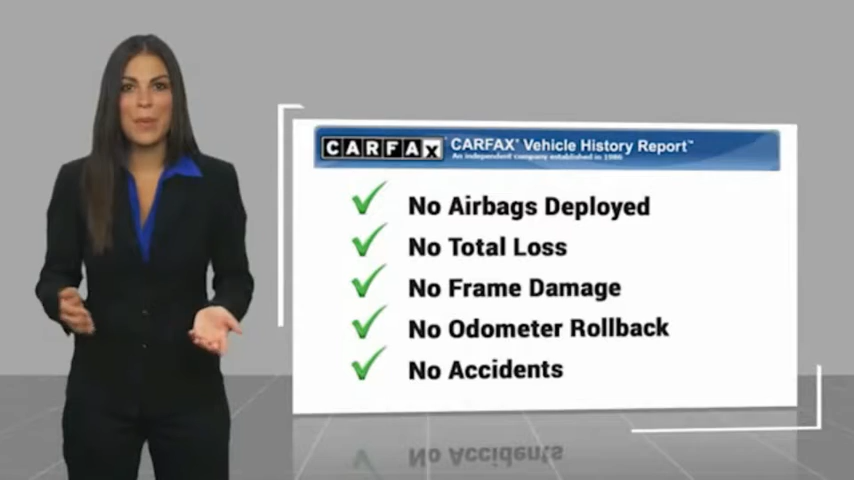 CARFAX CARFAX® Vehicle History Report™
An independent company established in 1986
No Airbags Deployed
No Total Loss
No Frame Damage
No Odometer Rollback
No Accidents
No Accidents